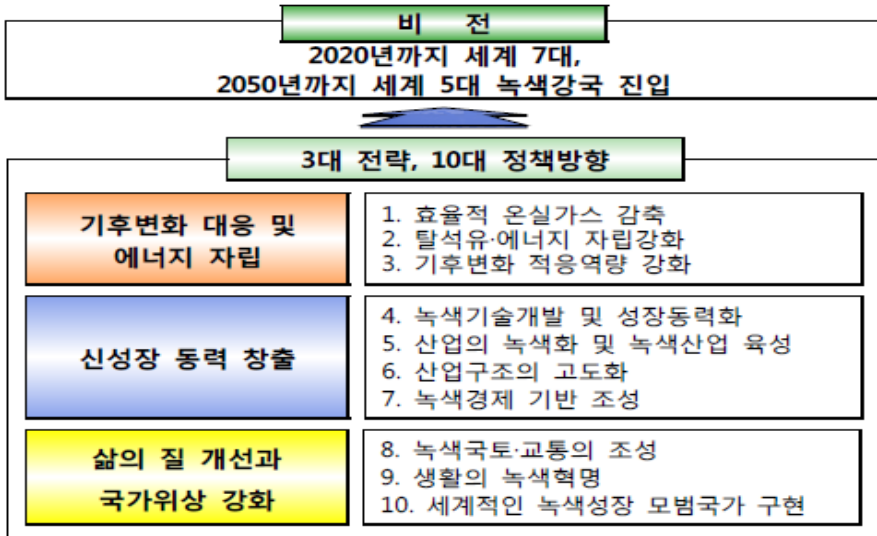 비 전
2020년까지 세계 7대,
2050년까지 세계 5대 녹색강국 진입
3대 전략, 10대 정책방향
기후변화 대응 및
에너지 자립
1. 효율적 온실가스 감축
2. 탈석유·에너지 자립강화
3. 기후변화 적응역량 강화
신성장 동력 창출
4. 녹색기술개발 및 성장동력화
5. 산업의 녹색화 및 녹색산업 육성
6. 산업구조의 고도화
7. 녹색경제 기반 조성
삶의 질 개선과
국가위상 강화
8. 녹색국토·교통의 조성
9. 생활의 녹색혁명
10. 세계적인 녹색성장 모범국가 구현